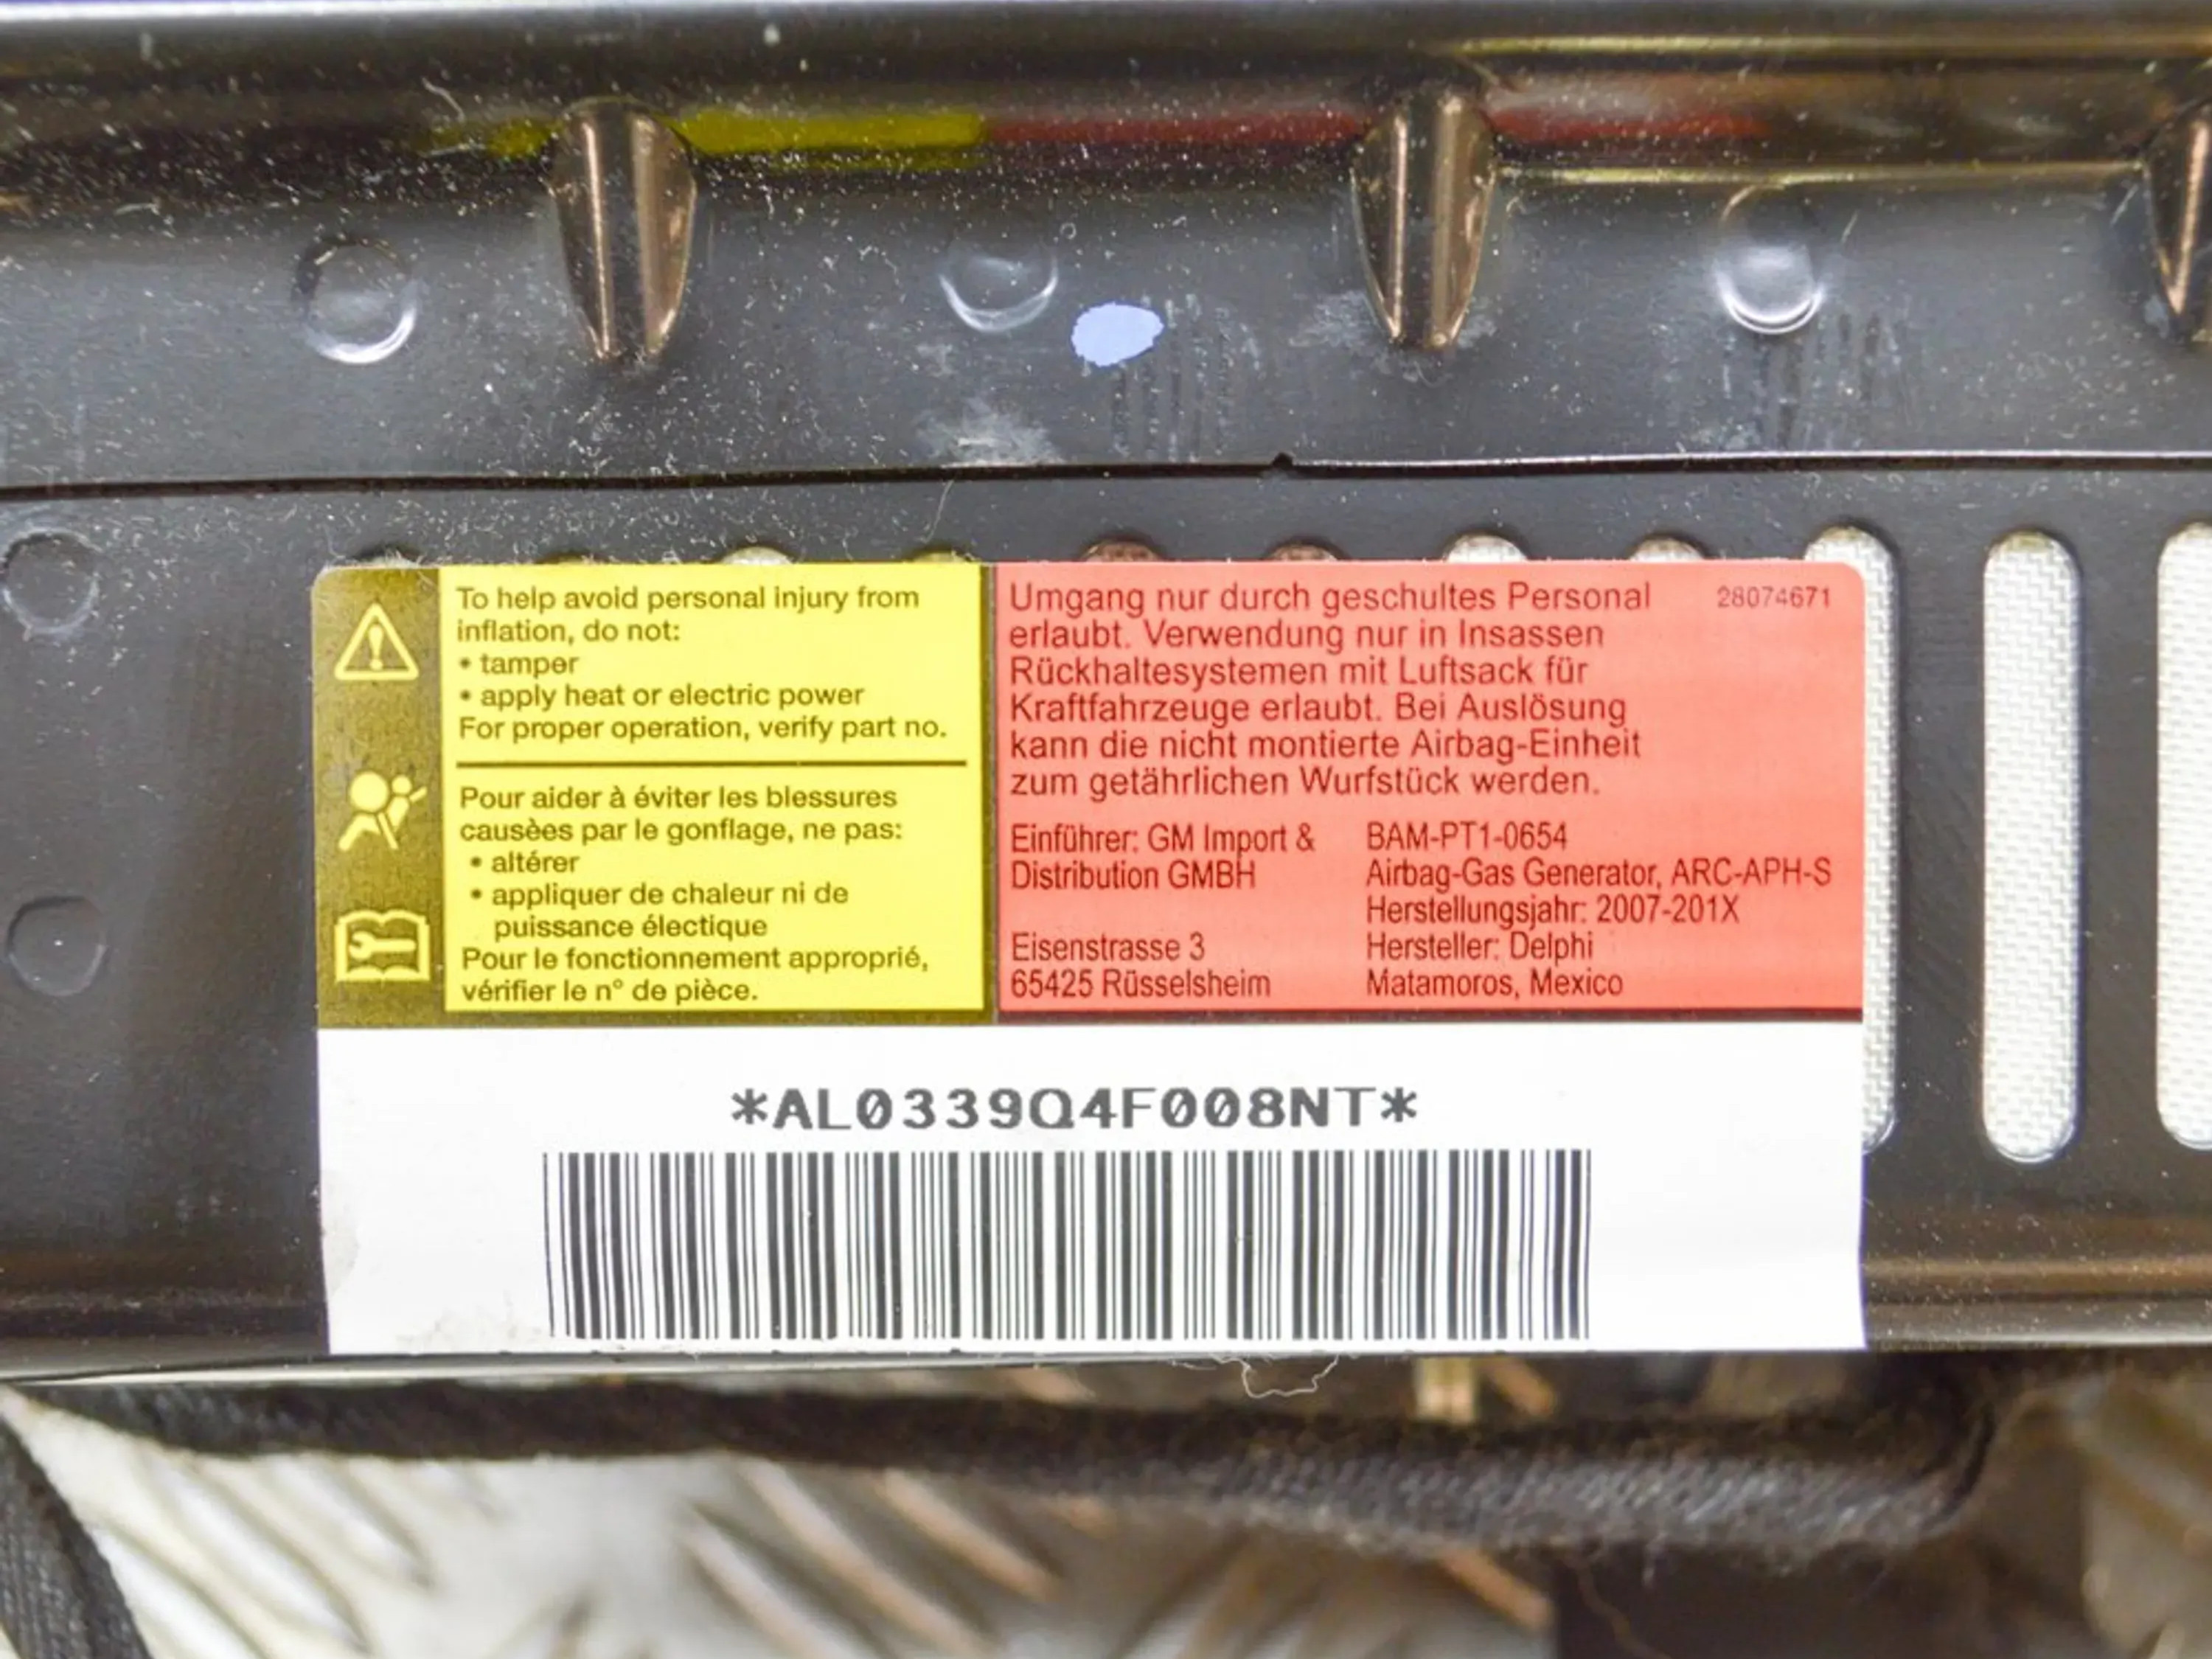 To help avoid personal injury from
inflation, do not:
• tamper
• apply heat or electric power
For proper operation, verify part no.
Pour aider à éviter les blessures
causèes par le gonflage, ne pas:
• altérer
• appliquer de chaleur ni de
puissance électique
Pour le fonctionnement approprié,
vérifier le n° de pièce.
Umgang nur durch geschultes Personal
erlaubt. Verwendung nur in Insassen
Rückhaltesystemen mit Luftsack für
Kraftfahrzeuge erlaubt. Bei Auslösung
kann die nicht montierte Airbag-Einheit
zum getährlichen Wurfstück werden.
28074671
Einführer: GM Import &
Distribution GMBH
Eisenstrasse 3
65425 Rüsselsheim
BAM-PT1-0654
Airbag-Gas Generator, ARC-APH-S
Herstellungsjahr: 2007-201X
Hersteller: Delphi
Matamoros, Mexico
*AL0339Q4F008NT*